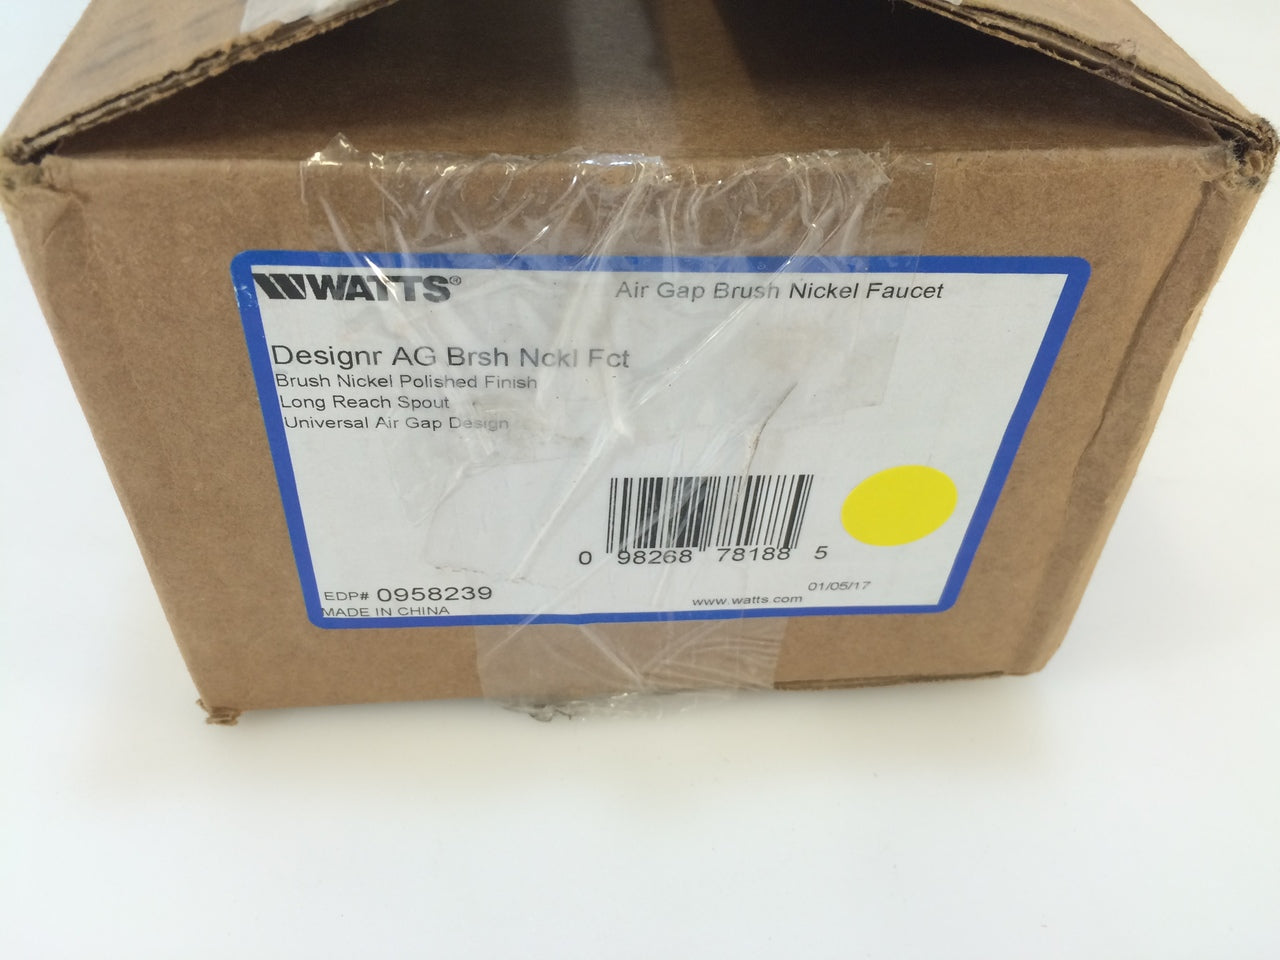 WATTS®
Air Gap Brush Nickel Faucet
Designr AG Brsh Nckl Fct
Brush Nickel Polished Finish
Long Reach Spout
Universal Air Gap Design
0 98268 78188 5
EDP# 0958239
MADE IN CHINA
www.watts.com
01/05/17